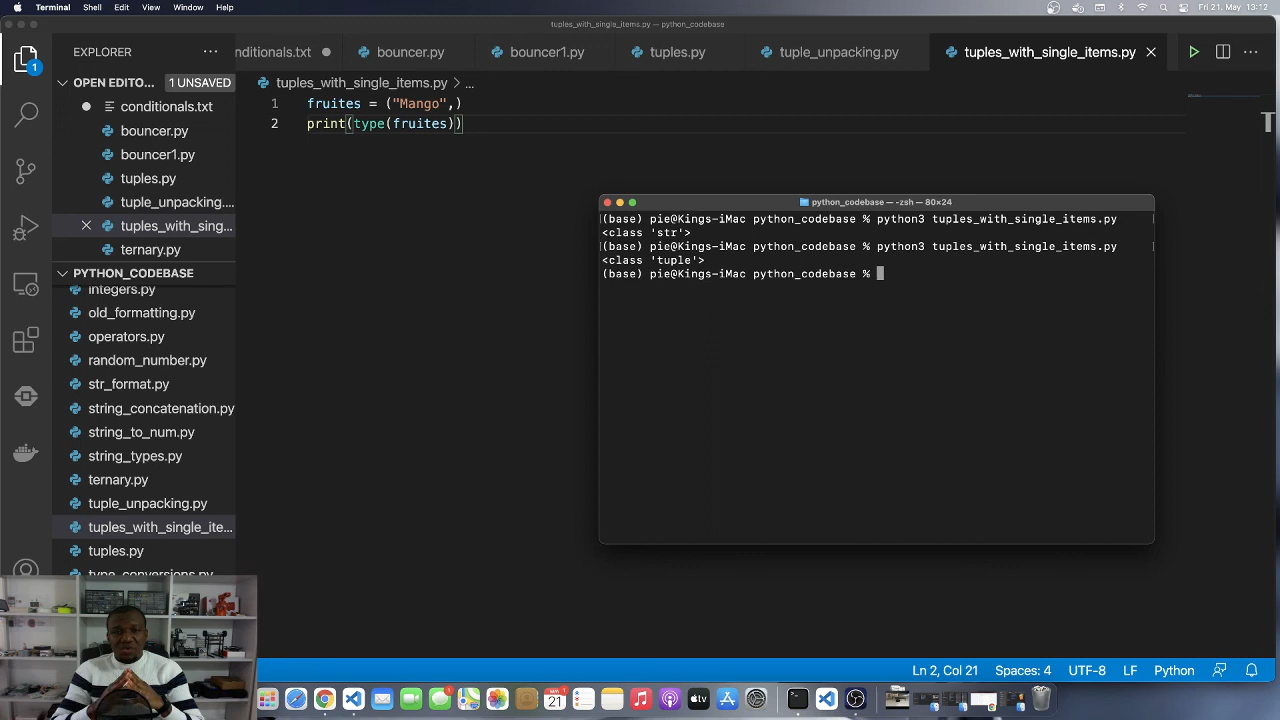 Terminal Shell Edit View Window Help Fri 21. May 13:12
tuples_with_single_items.py — python_codebase
EXPLORER
nditionals.txt bouncer.py bouncer1.py tuples.py tuple_unpacking.py tuples_with_single_items.py
OPEN EDITO... 1 UNSAVED
tuples_with_single_items.py > ...
conditionals.txt
bouncer.py
bouncer1.py
tuples.py
tuple_unpacking....
tuples_with_sing...
ternary.py
PYTHON_CODEBASE
integers.py
old_formatting.py
operators.py
random_number.py
str_format.py
string_concatenation.py
string_to_num.py
string_types.py
ternary.py
tuple_unpacking.py
tuples_with_single_ite...
tuples.py
type_conversions.py
1
1 fruites = ("Mango",)
2 print(type(fruites))
python_codebase — -zsh — 80×24
(base) pie@Kings-iMac python_codebase % python3 tuples_with_single_items.py
<class 'str'>
(base) pie@Kings-iMac python_codebase % python3 tuples_with_single_items.py
<class 'tuple'>
(base) pie@Kings-iMac python_codebase %
Ln 2, Col 21 Spaces: 4 UTF-8 LF Python
21
tv